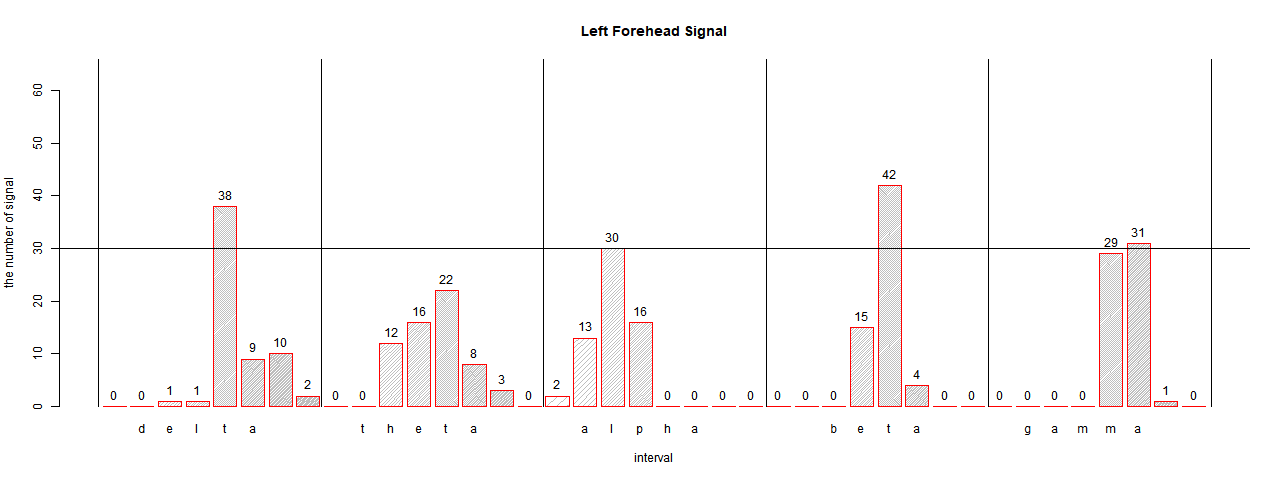 Left Forehead Signal
the number of signal
60
50
40
30
20
10
0
0 0 1 1 38 9 10 2 0 0 12 16 22 8 3 0 2 13 30 16 0 0 0 0 0 0 0 15 42 4 0 0 0 0 0 0 29 31 1 0
d e l t a t h e t a a l p h a b e t a g a m m a
interval